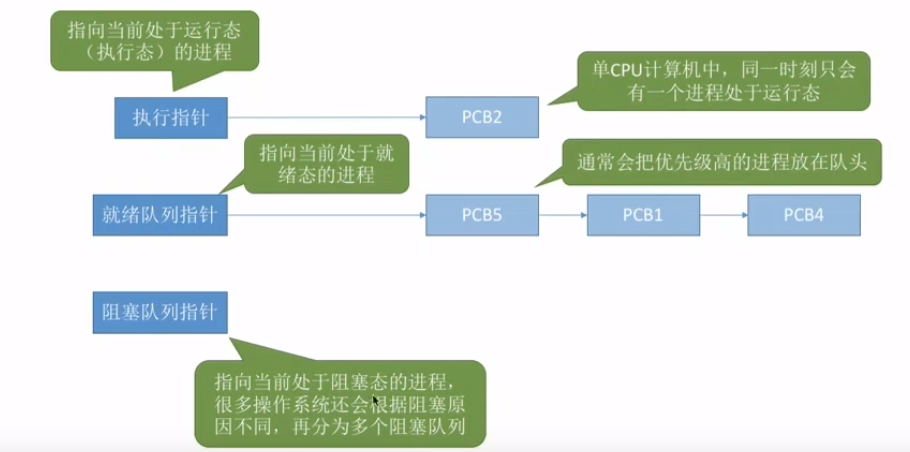 指向当前处于运行态
（执行态）的进程
单CPU计算机中，同一时刻只会
有一个进程处于运行态
执行指针
PCB2
指向当前处于就
绪态的进程
通常会把优先级高的进程放在队头
就绪队列指针
PCB5
PCB1
PCB4
阻塞队列指针
指向当前处于阻塞态的进程，
很多操作系统还会根据阻塞原
因不同，再分为多个阻塞队列